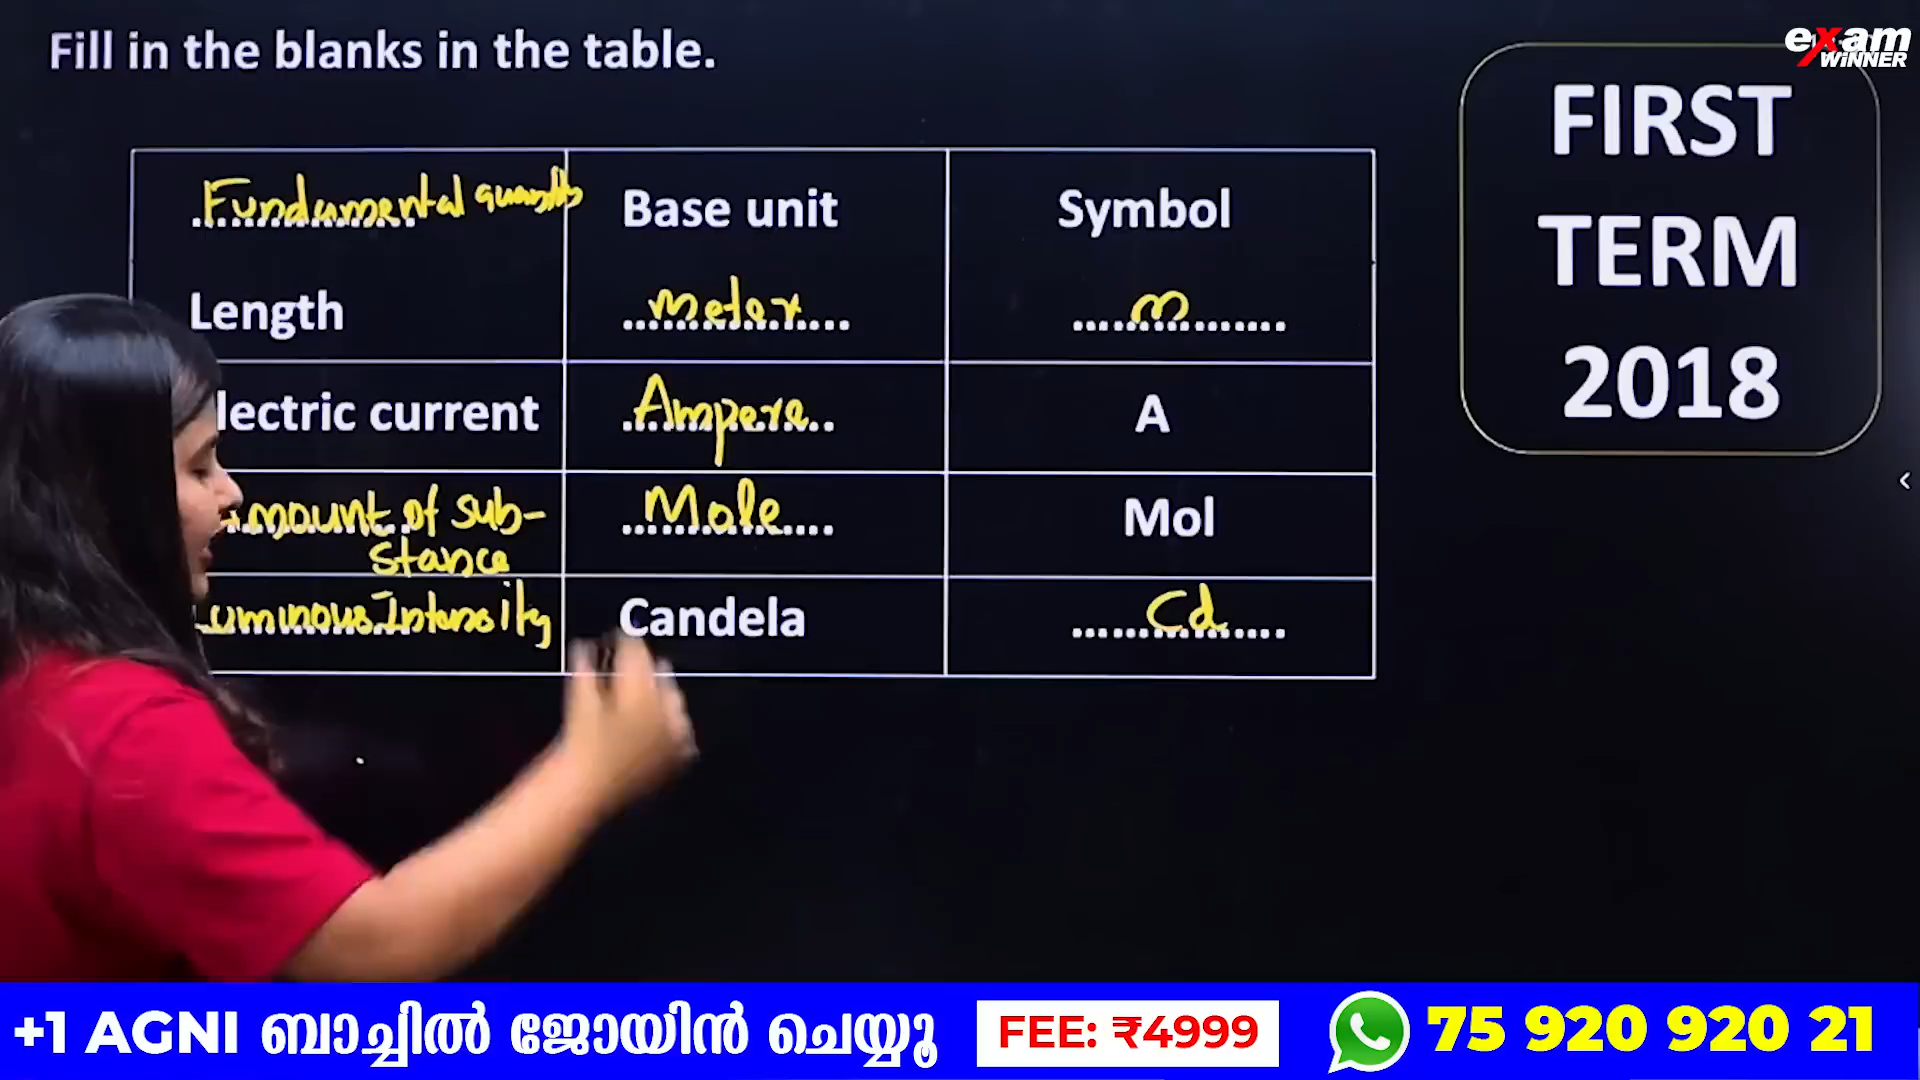 Fill in the blanks in the table.
exam
WINNER
FIRST
TERM
2018
Fundamental
Base unit
Symbol
Length
Meter
m
lectric current
Ampere
A
mount of sub-
stance
Mole
Mol
Luminous Intensity
Candela
Cd
+1 AGNI ബാച്ചിൽ ജോയിൻ ചെയ്യൂ
FEE: ₹4999
75 920 920 21